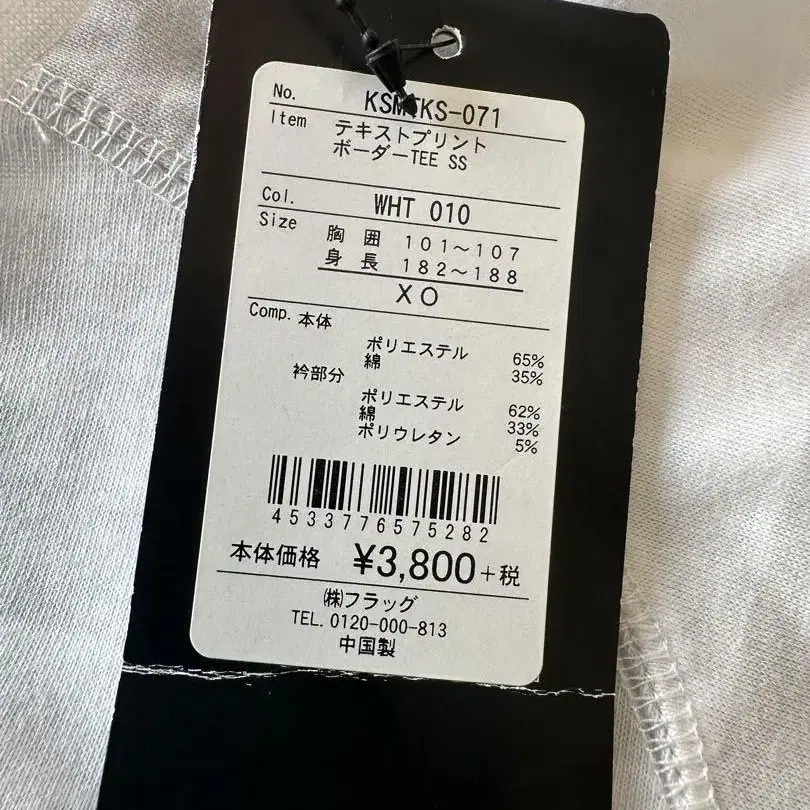 No. KSMTKS-071
Item テキストプリント
ボーダーTEE SS
Col. WHT 010
Size 胸囲 101～107
身長 182～188
XO
Comp. 本体
ポリエステル 65%
綿 35%
衿部分
ポリエステル 62%
綿 33%
ポリウレタン 5%
4533776575282
本体価格 ¥3,800+税
㈱フラッグ
TEL. 0120-000-813
中国製